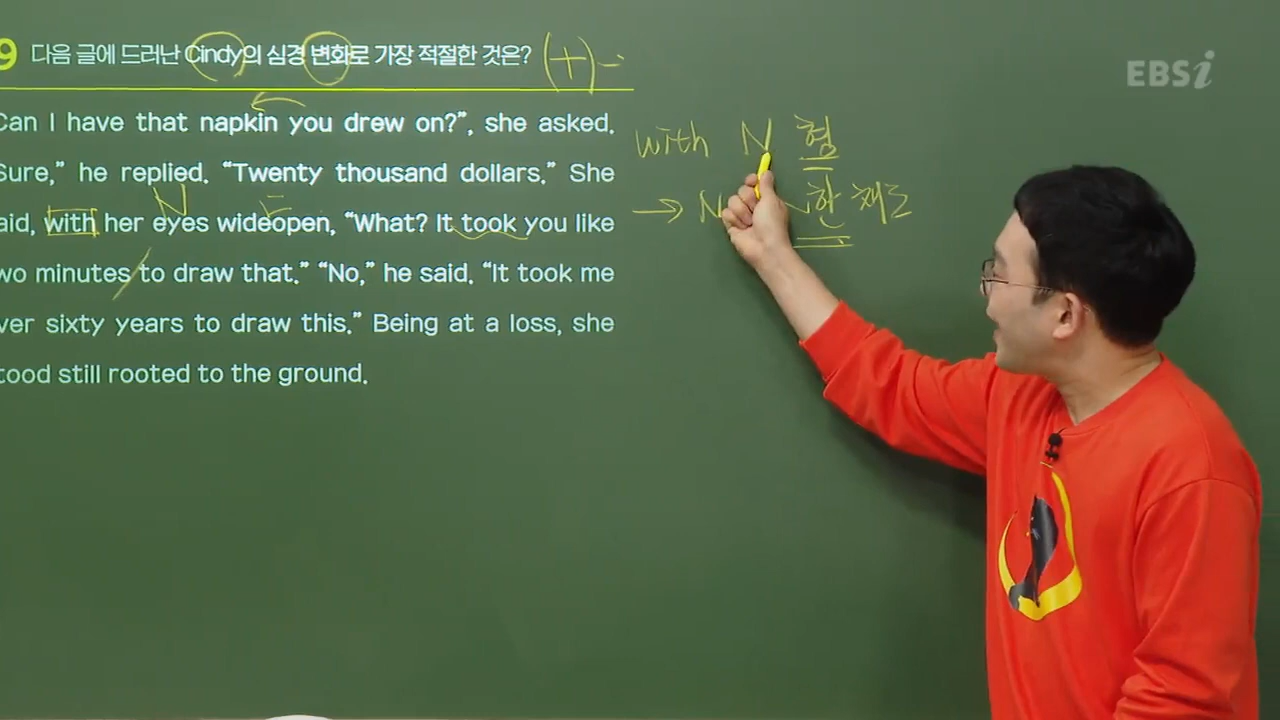 9 다음 글에 드러난 Cindy의 심경 변화로 가장 적절한 것은? (+) -
EBSi
Can I have that napkin you drew on?”, she asked.
Sure,” he replied. “Twenty thousand dollars.” She
aid, with her eyes wide open, “What? It took you like
wo minutes to draw that.” “No,” he said. “It took me
ver sixty years to draw this.” Being at a loss, she
tood still rooted to the ground.
with N 형
→ N 한 채로
N